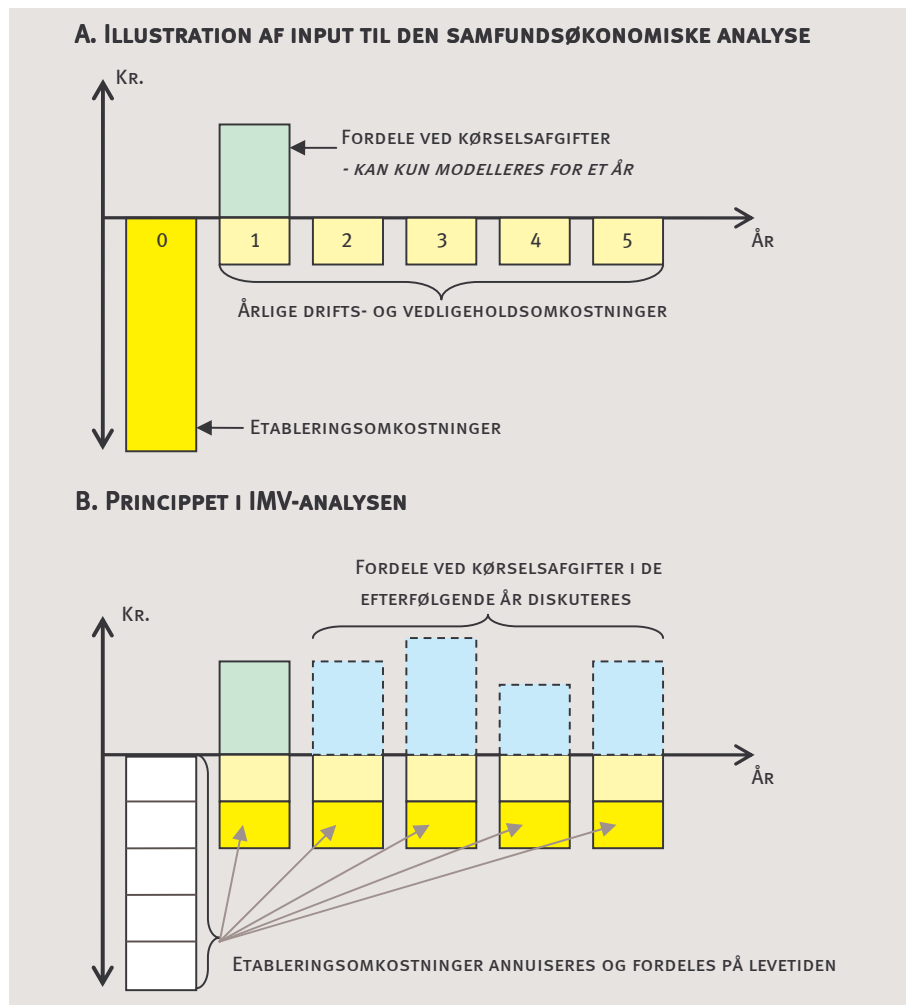 A. Illustration af input til den samfundsøkonomiske analyse
Kr.
Fordele ved kørselsafgifter
- kan kun modelleres for et år
0
1
2
3
4
5
År
Årlige drifts- og vedligeholdsomkostninger
Etableringsomkostninger
B. Princippet i IMV-analysen
Fordele ved kørselsafgifter i de
efterfølgende år diskuteres
Kr.
År
Etableringsomkostninger annuiseres og fordeles på levetiden